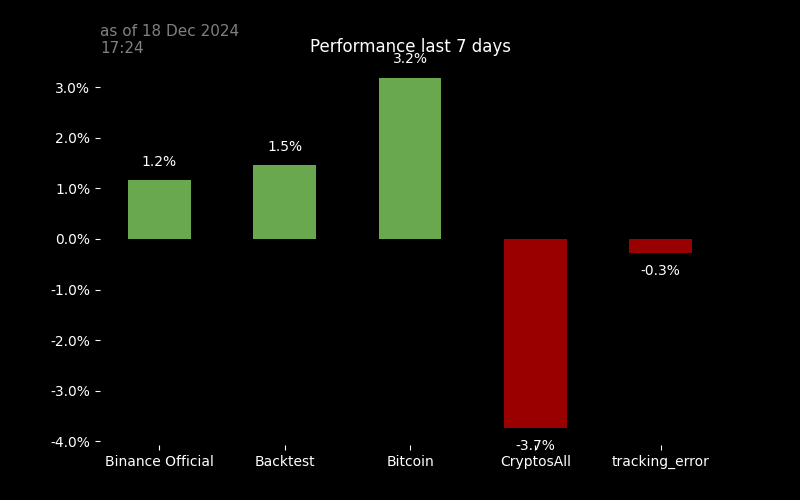 as of 18 Dec 2024
17:24
Performance last 7 days
3.2%
3.0%
2.0%
1.5%
1.2%
1.0%
0.0%
-0.3%
-1.0%
-2.0%
-3.0%
-4.0%
-3.7%
Binance Official
Backtest
Bitcoin
CryptosAll
tracking_error